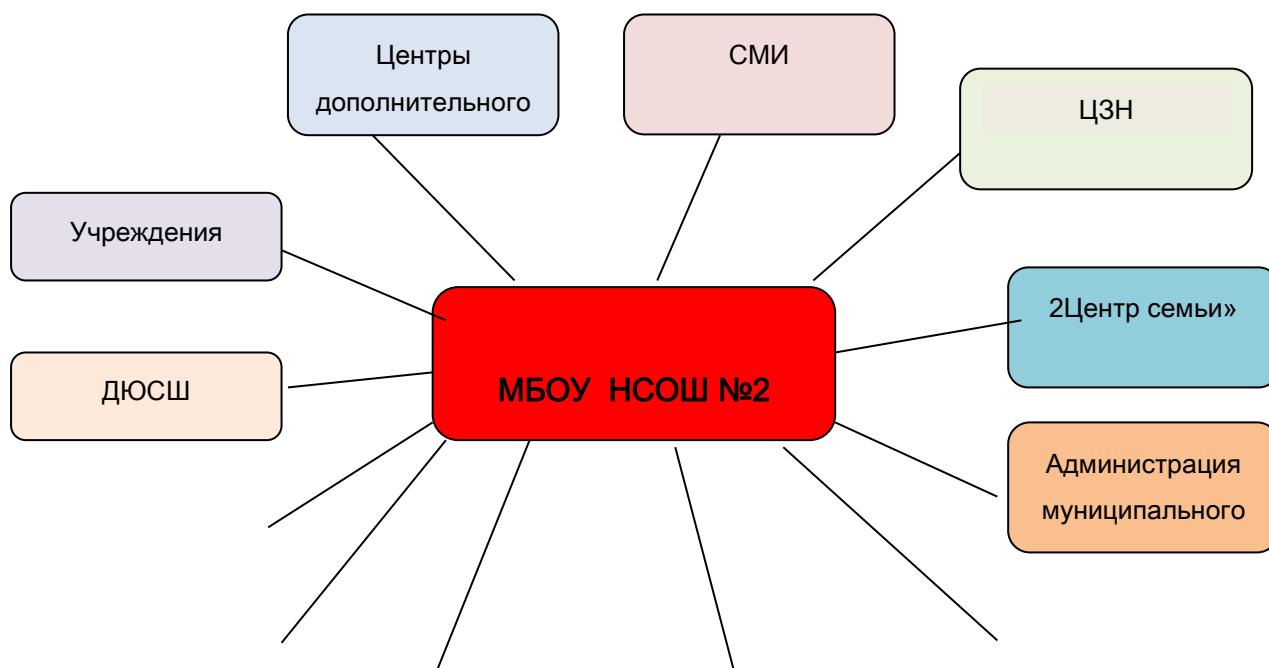 Центры
дополнительного
СМИ
ЦЗН
Учреждения
2Центр семьи»
МБОУ НСОШ №2
ДЮСШ
Администрация
муниципального